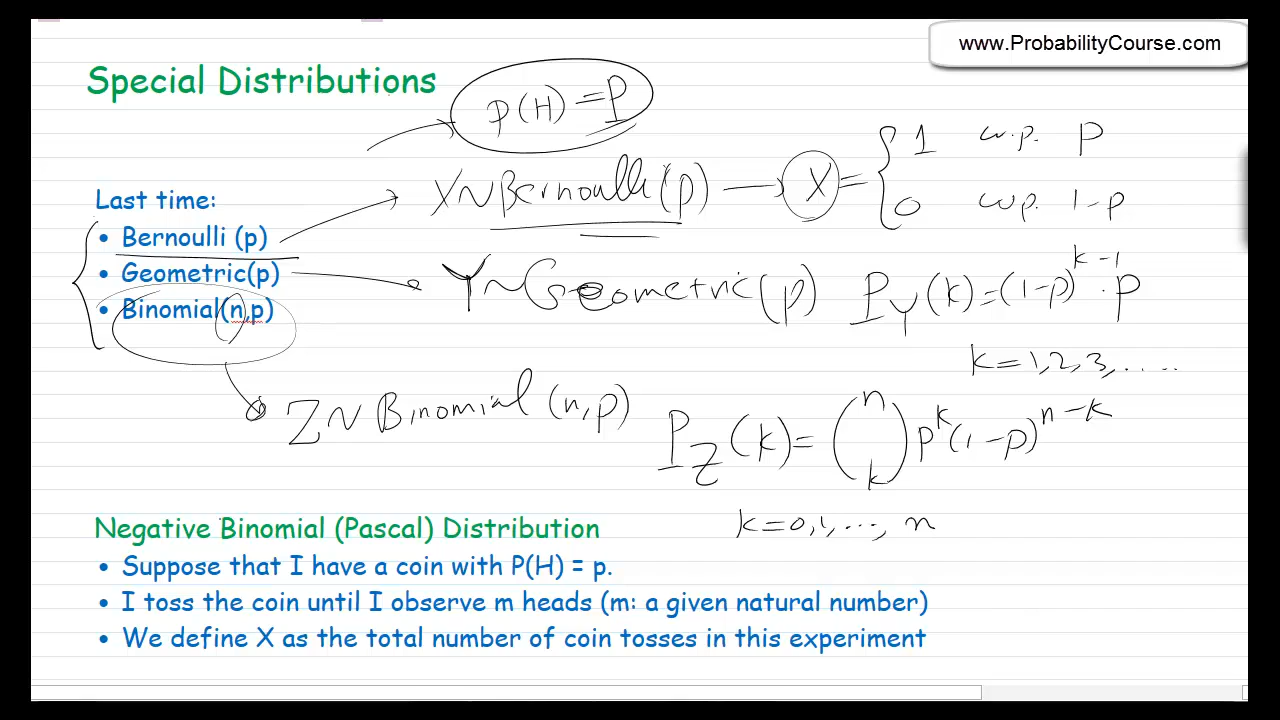 www.ProbabilityCourse.com
Special Distributions
P(H) = p
Last time:
• Bernoulli (p)
X ~ Bernoulli (p) → X = { 1 w.p. p
0 w.p. 1-p
• Geometric(p)
Y ~ Geometric (p) P_Y (k) = (1-p)^{k-1} . p
k = 1, 2, 3, .....
• Binomial(n,p)
Z ~ Binomial (n, p) P_Z (k) = (n k) p^k (1-p)^{n-k}
k = 0, 1, ..., n
Negative Binomial (Pascal) Distribution
• Suppose that I have a coin with P(H) = p.
• I toss the coin until I observe m heads (m: a given natural number)
• We define X as the total number of coin tosses in this experiment